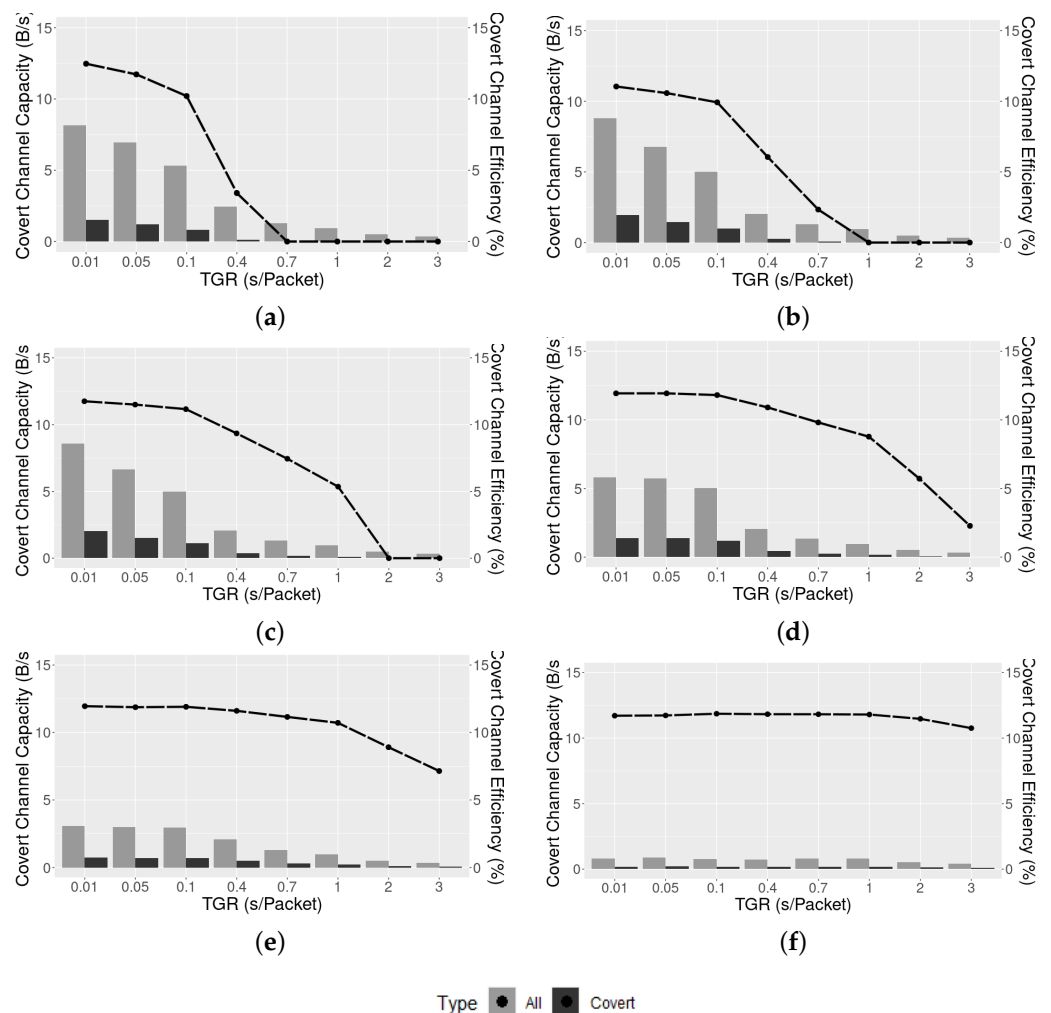 Covert Channel Capacity (B/s)
15
10
5
0
15
10
5
0
Covert Channel Efficiency (%)
0.01 0.05 0.1 0.4 0.7 1 2 3
TGR (s/Packet)
(a)
Covert Channel Capacity (B/s)
15
10
5
0
15
10
5
0
Covert Channel Efficiency (%)
0.01 0.05 0.1 0.4 0.7 1 2 3
TGR (s/Packet)
(b)
Covert Channel Capacity (B/s
15
10
5
0
15
10
5
0
Covert Channel Efficiency (%)
0.01 0.05 0.1 0.4 0.7 1 2 3
TGR (s/Packet)
(c)
Covert Channel Capacity (B/s
15
10
5
0
15
10
5
0
Covert Channel Efficiency (%)
0.01 0.05 0.1 0.4 0.7 1 2 3
TGR (s/Packet)
(d)
Covert Channel Capacity (B/s
15
10
5
0
15
10
5
0
Covert Channel Efficiency (%)
0.01 0.05 0.1 0.4 0.7 1 2 3
TGR (s/Packet)
(e)
Covert Channel Capacity (B/s
15
10
5
0
15
10
5
0
Covert Channel Efficiency (%)
0.01 0.05 0.1 0.4 0.7 1 2 3
TGR (s/Packet)
(f)
Type All Covert